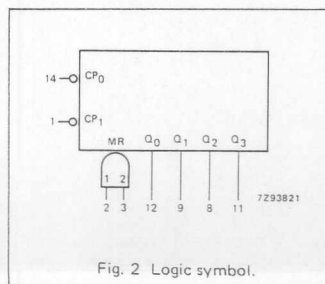 14 CP0
1 CP1
MR Q0 Q1 Q2 Q3
1 2
2 3 12 9 8 11
7Z93821
Fig. 2 Logic symbol.